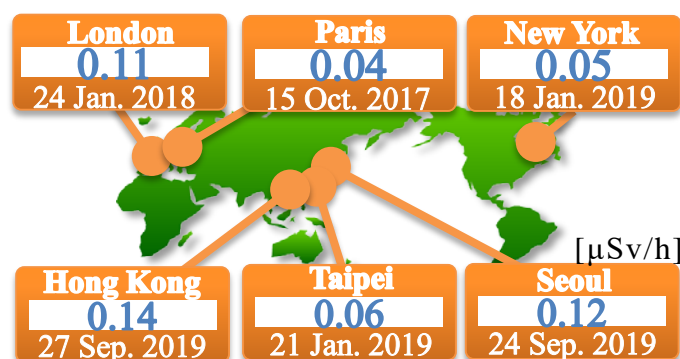 London
0.11
24 Jan. 2018
Paris
0.04
15 Oct. 2017
New York
0.05
18 Jan. 2019
[μSv/h]
Hong Kong
0.14
27 Sep. 2019
Taipei
0.06
21 Jan. 2019
Seoul
0.12
24 Sep. 2019